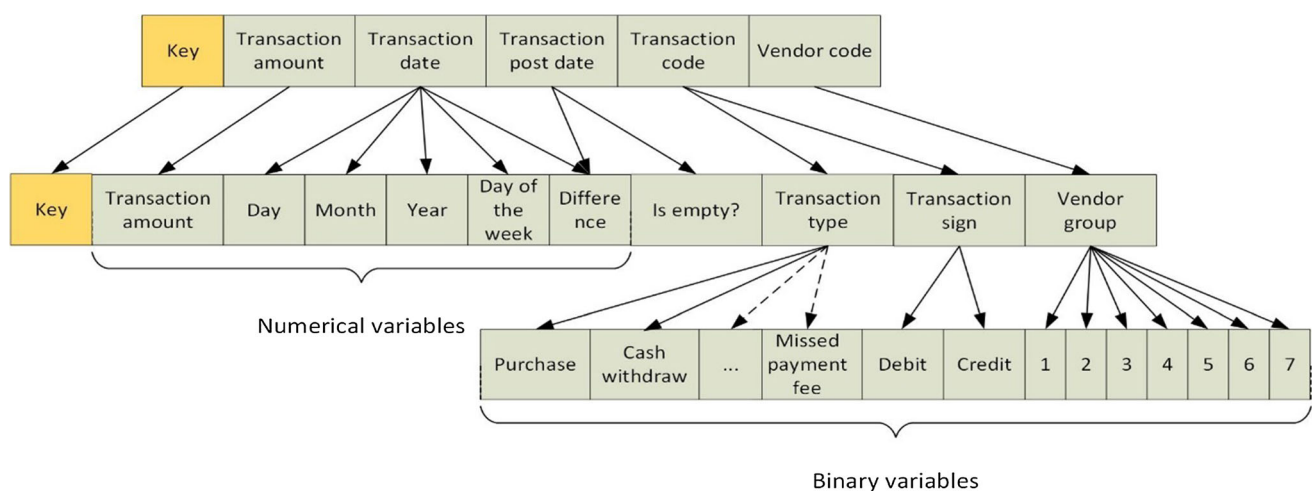 Key
Transaction
amount
Transaction
date
Transaction
post date
Transaction
code
Vendor code
Key
Transaction
amount
Day
Month
Year
Day of
the
week
Differe
nce
Is empty?
Transaction
type
Transaction
sign
Vendor
group
Numerical variables
Purchase
Cash
withdraw
...
Missed
payment
fee
Debit
Credit
1
2
3
4
5
6
7
Binary variables